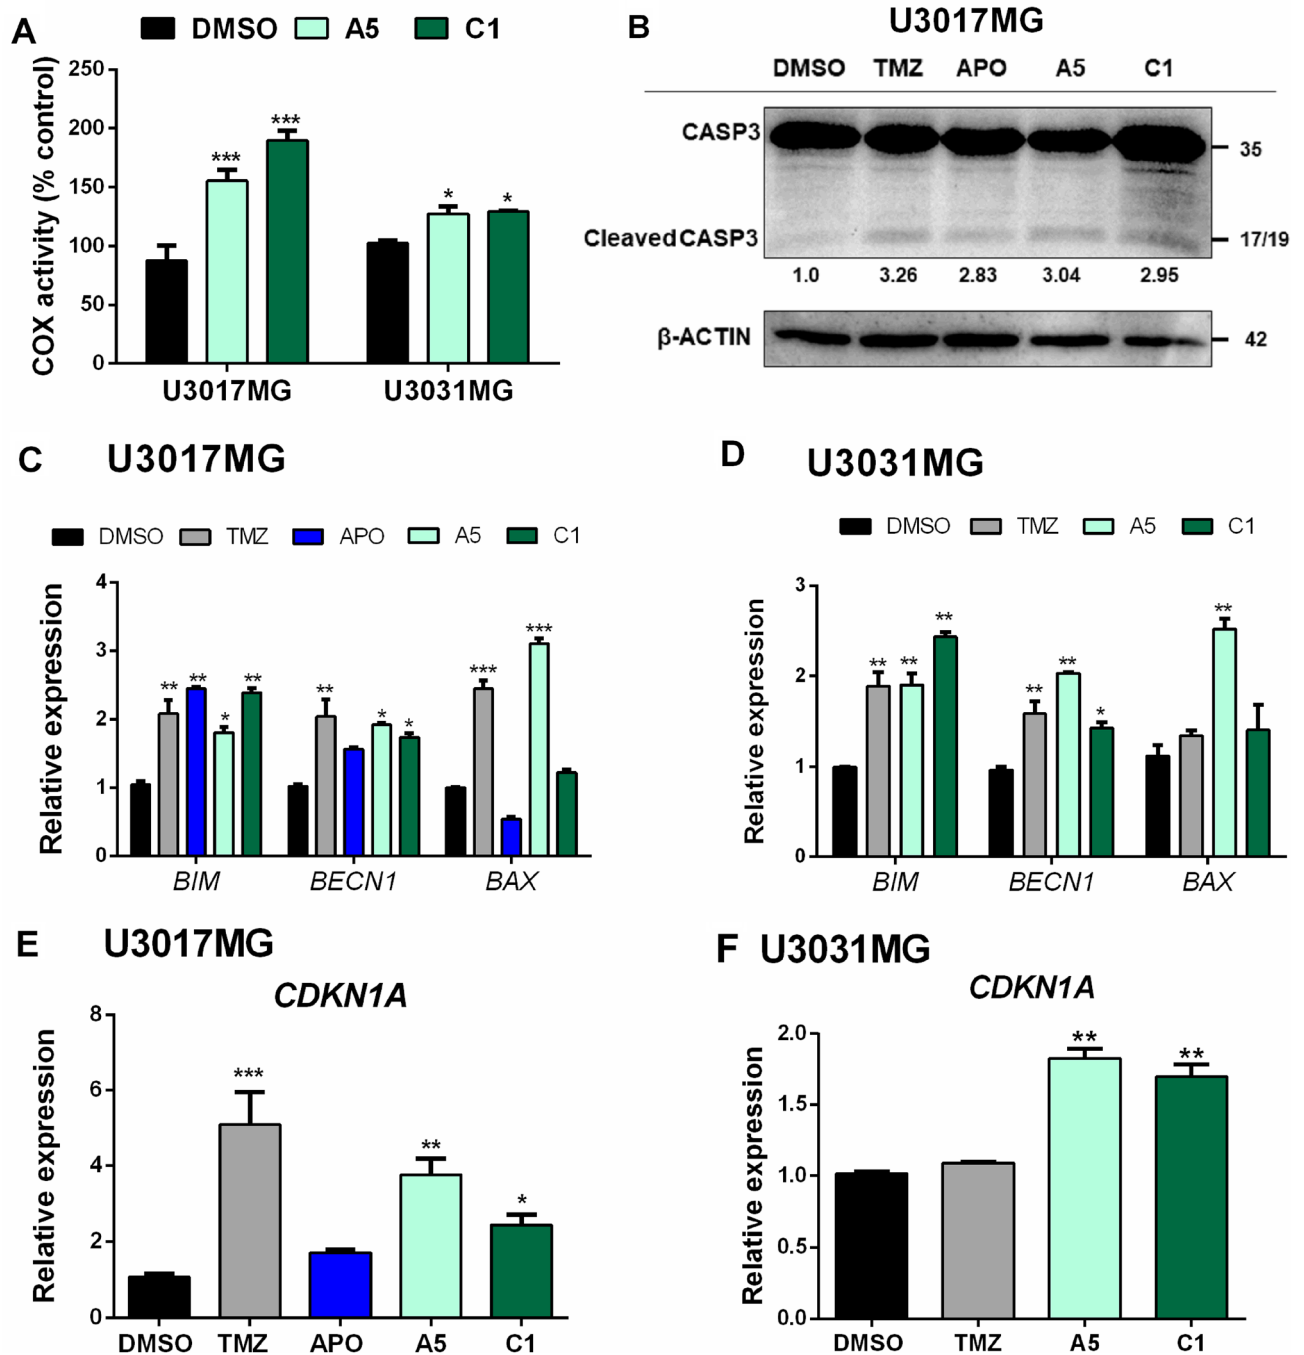 A
DMSO A5 C1
COX activity (% control)
250
200
150
100
50
0
*** *** * *
U3017MG U3031MG
B
U3017MG
DMSO TMZ APO A5 C1
CASP3
35
Cleaved CASP3
17/19
1.0 3.26 2.83 3.04 2.95
β-ACTIN
42
C U3017MG
DMSO TMZ APO A5 C1
Relative expression
4
3
2
1
0
** ** * ** ** * * *** ***
BIM BECN1 BAX
D U3031MG
DMSO TMZ A5 C1
Relative expression
3
2
1
0
** ** ** ** ** * **
BIM BECN1 BAX
E U3017MG
CDKN1A
Relative expression
8
6
4
2
0
*** ** *
DMSO TMZ APO A5 C1
F U3031MG
CDKN1A
Relative expression
2.0
1.5
1.0
0.5
0.0
** **
DMSO TMZ A5 C1